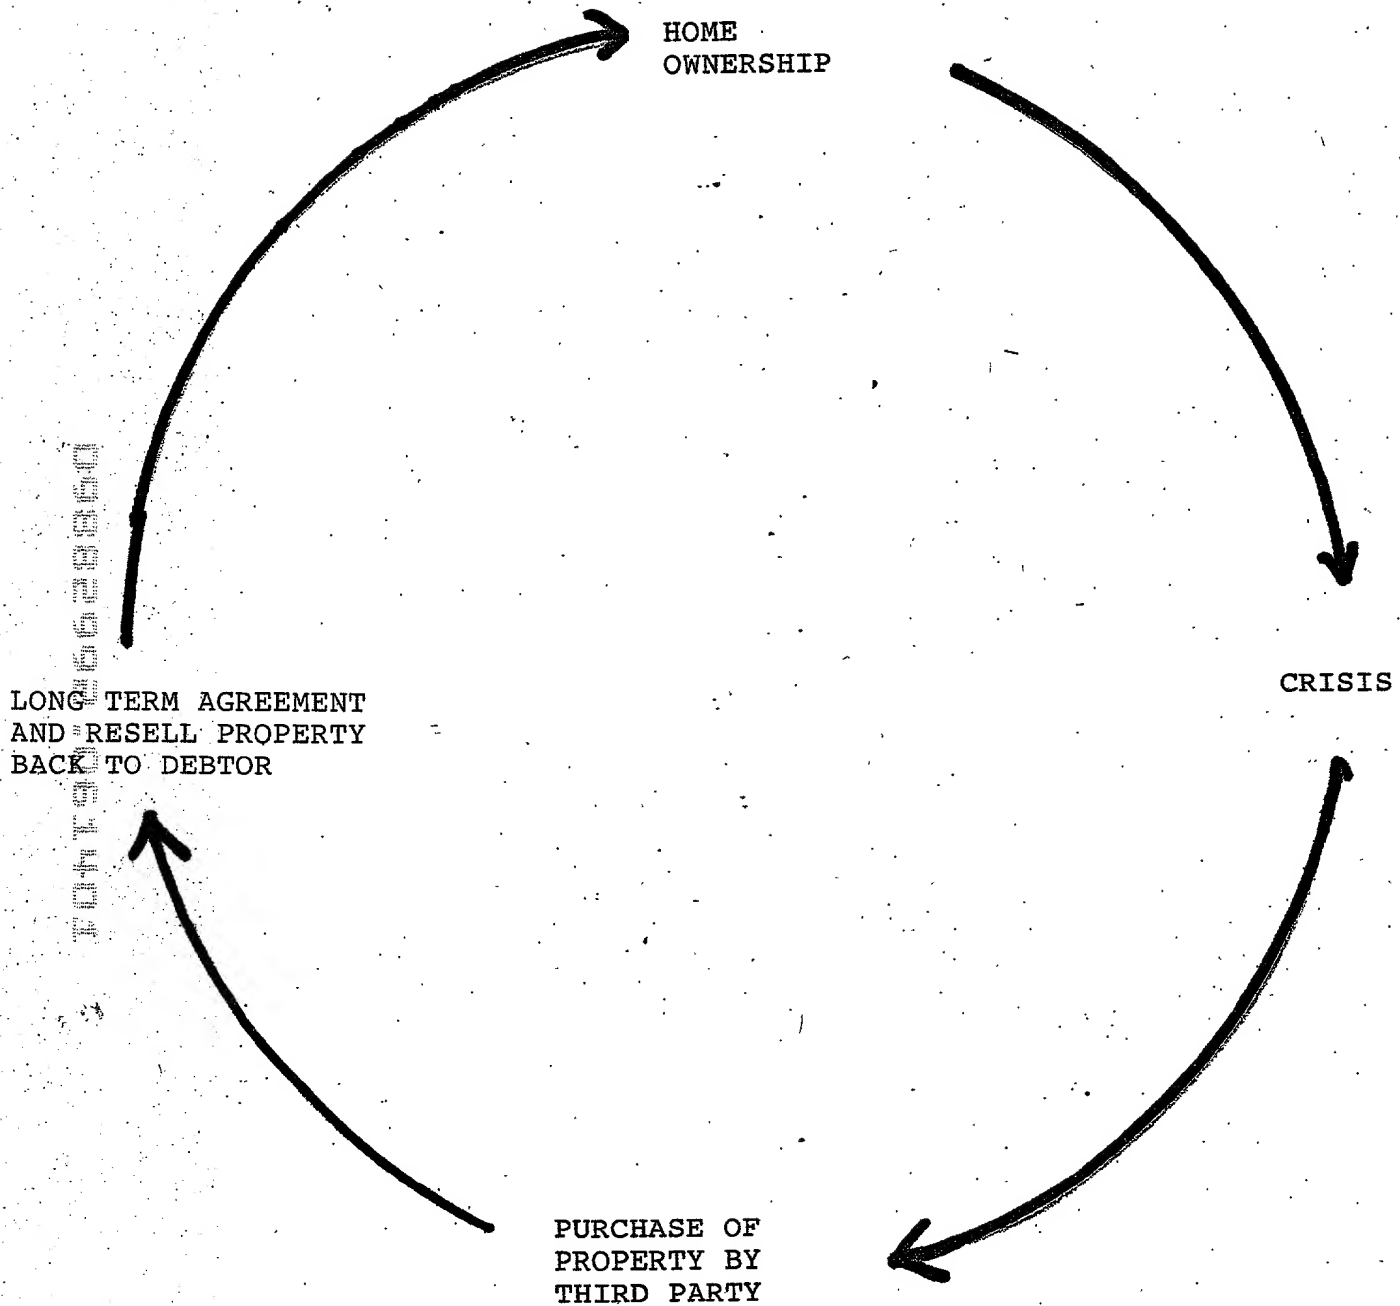 HOME
OWNERSHIP
CRISIS
LONG TERM AGREEMENT
AND RESELL PROPERTY
BACK TO DEBTOR
PURCHASE OF
PROPERTY BY
THIRD PARTY